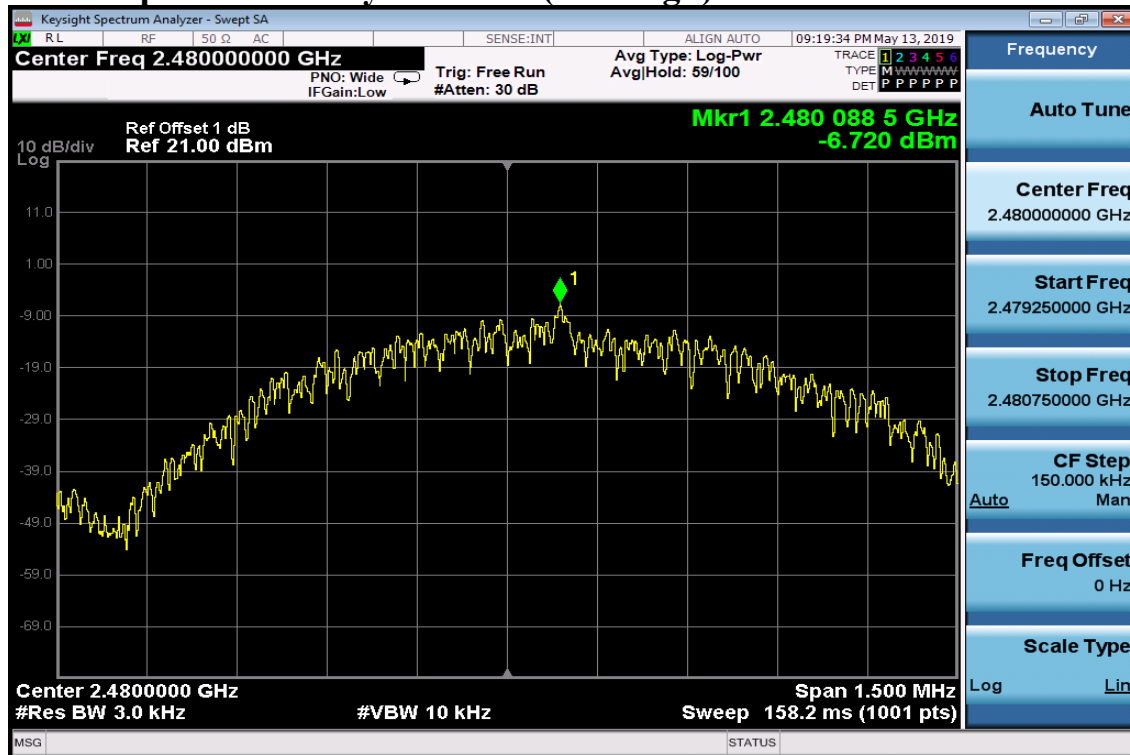 Keysight Spectrum Analyzer - Swept SA
LXI RL RF 50 Ω AC SENSE:INT ALIGN AUTO 09:19:34 PM May 13, 2019
Center Freq 2.480000000 GHz
PNO: Wide
IFGain:Low
Trig: Free Run
#Atten: 30 dB
Avg Type: Log-Pwr
Avg|Hold: 59/100
TRACE 1 2 3 4 5 6
TYPE M WWWWW
DET P P P P P P
Mkr1 2.480 088 5 GHz
-6.720 dBm
Ref Offset 1 dB
10 dB/div Ref 21.00 dBm
Log
11.0
1.00
-9.00
-19.0
-29.0
-39.0
-49.0
-59.0
-69.0
1
Center 2.4800000 GHz Span 1.500 MHz
#Res BW 3.0 kHz #VBW 10 kHz Sweep 158.2 ms (1001 pts)
MSG STATUS
Frequency
Auto Tune
Center Freq
2.480000000 GHz
Start Freq
2.479250000 GHz
Stop Freq
2.480750000 GHz
CF Step
150.000 kHz
Auto Man
Freq Offset
0 Hz
Scale Type
Log Lin